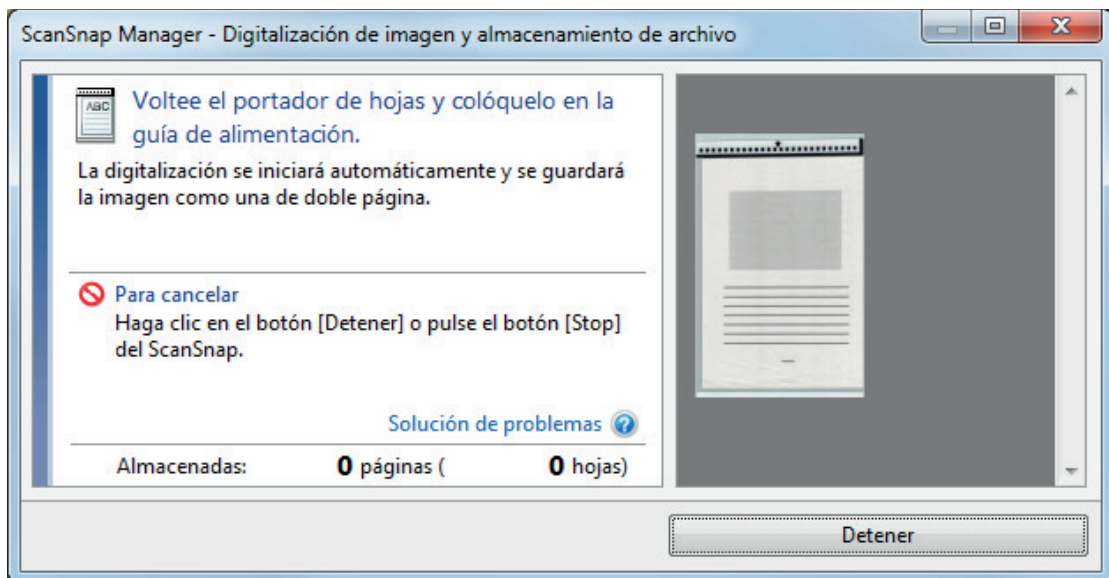 ScanSnap Manager - Digitalización de imagen y almacenamiento de archivo
ABC
Voltee el portador de hojas y colóquelo en la
guía de alimentación.
La digitalización se iniciará automáticamente y se guardará
la imagen como una de doble página.
Para cancelar
Haga clic en el botón [Detener] o pulse el botón [Stop]
del ScanSnap.
Solución de problemas ?
Almacenadas: 0 páginas ( 0 hojas)
Detener